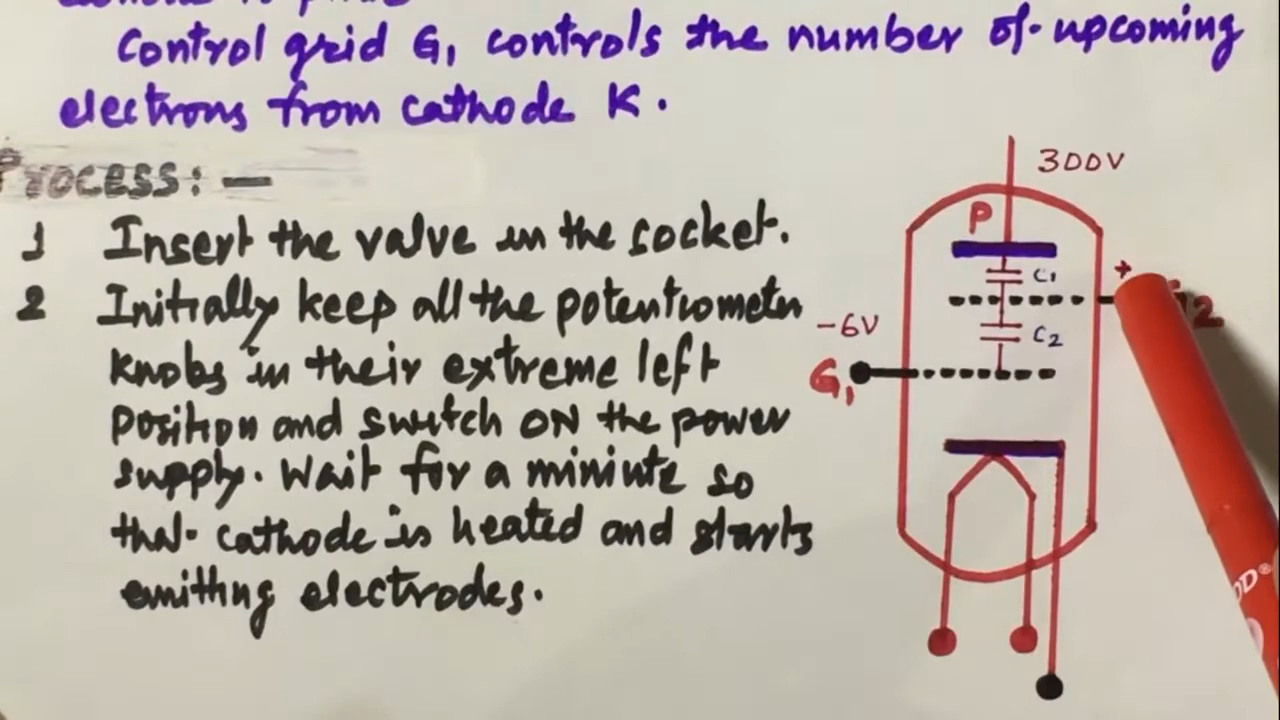 control grid G1 controls the number of upcoming
electrons from cathode K.
Process: —
1 Insert the valve in the socket.
2 Initially keep all the potentiometer
knobs in their extreme left
position and switch ON the power
supply. Wait for a miniute so
that cathode is heated and starts
emitting electrodes.
300V
P
C1
+
2
C2
-6V
G1